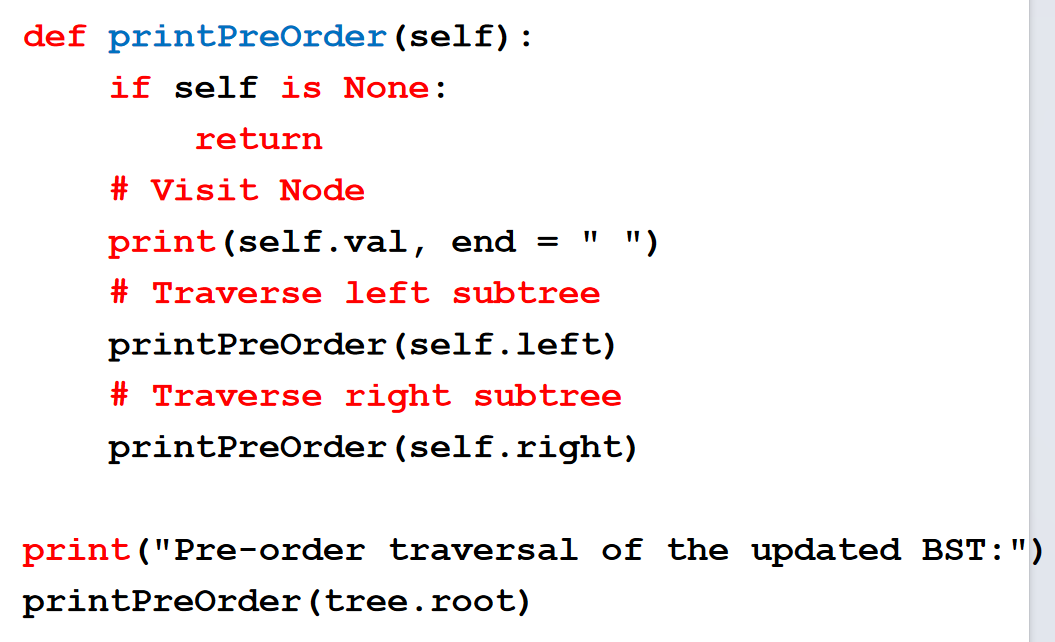 def printPreOrder(self):
    if self is None:
        return
    # Visit Node
    print(self.val, end = " ")
    # Traverse left subtree
    printPreOrder(self.left)
    # Traverse right subtree
    printPreOrder(self.right)
print("Pre-order traversal of the updated BST:")
printPreOrder(tree.root)